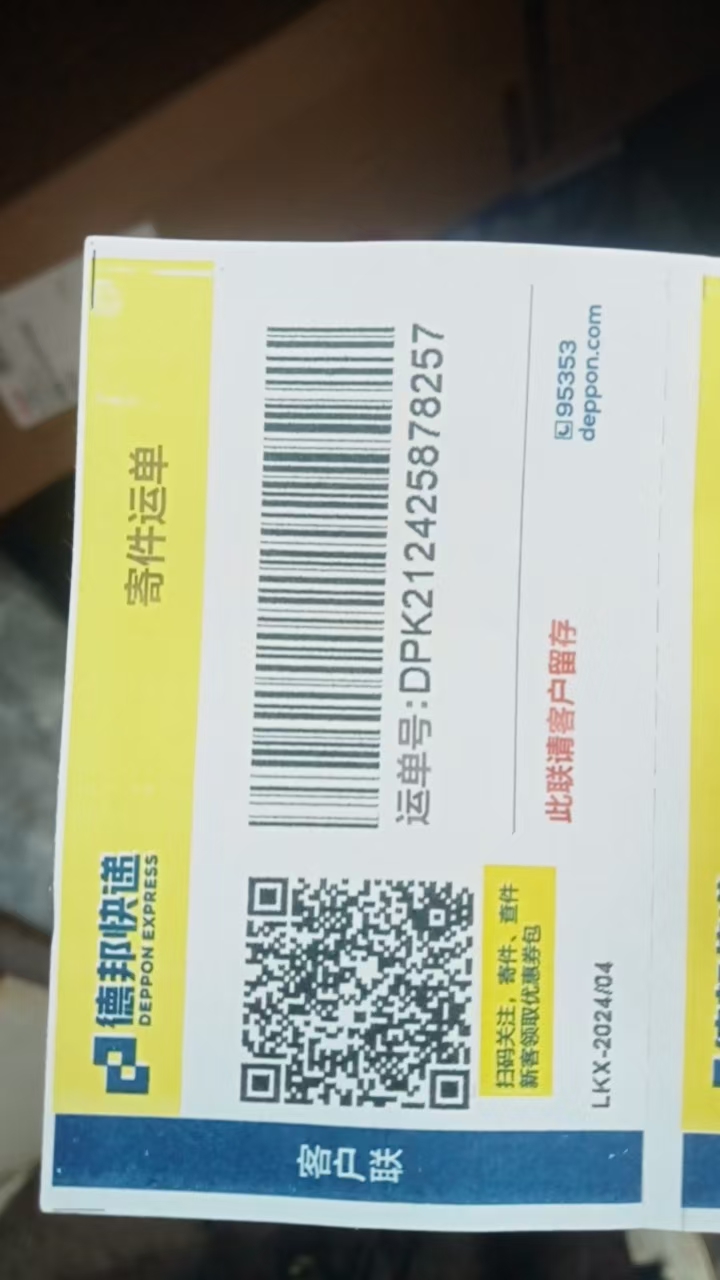 德邦快递
DEPPON EXPRESS
寄件运单
运单号:DPK212425878257
扫码关注，寄件、查件
新客领取优惠券包
此联请客户留存
95353
deppon.com
LKX-2024/04
客户联